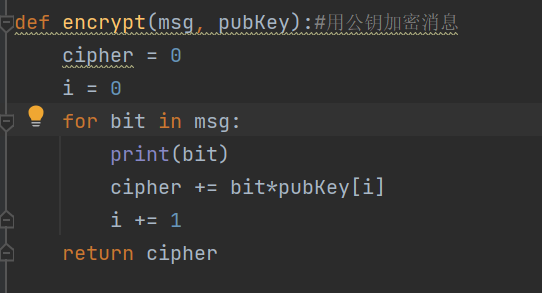 def encrypt(msg, pubKey):#用公钥加密消息
    cipher = 0
    i = 0
    for bit in msg:
        print(bit)
        cipher += bit*pubKey[i]
        i += 1
    return cipher